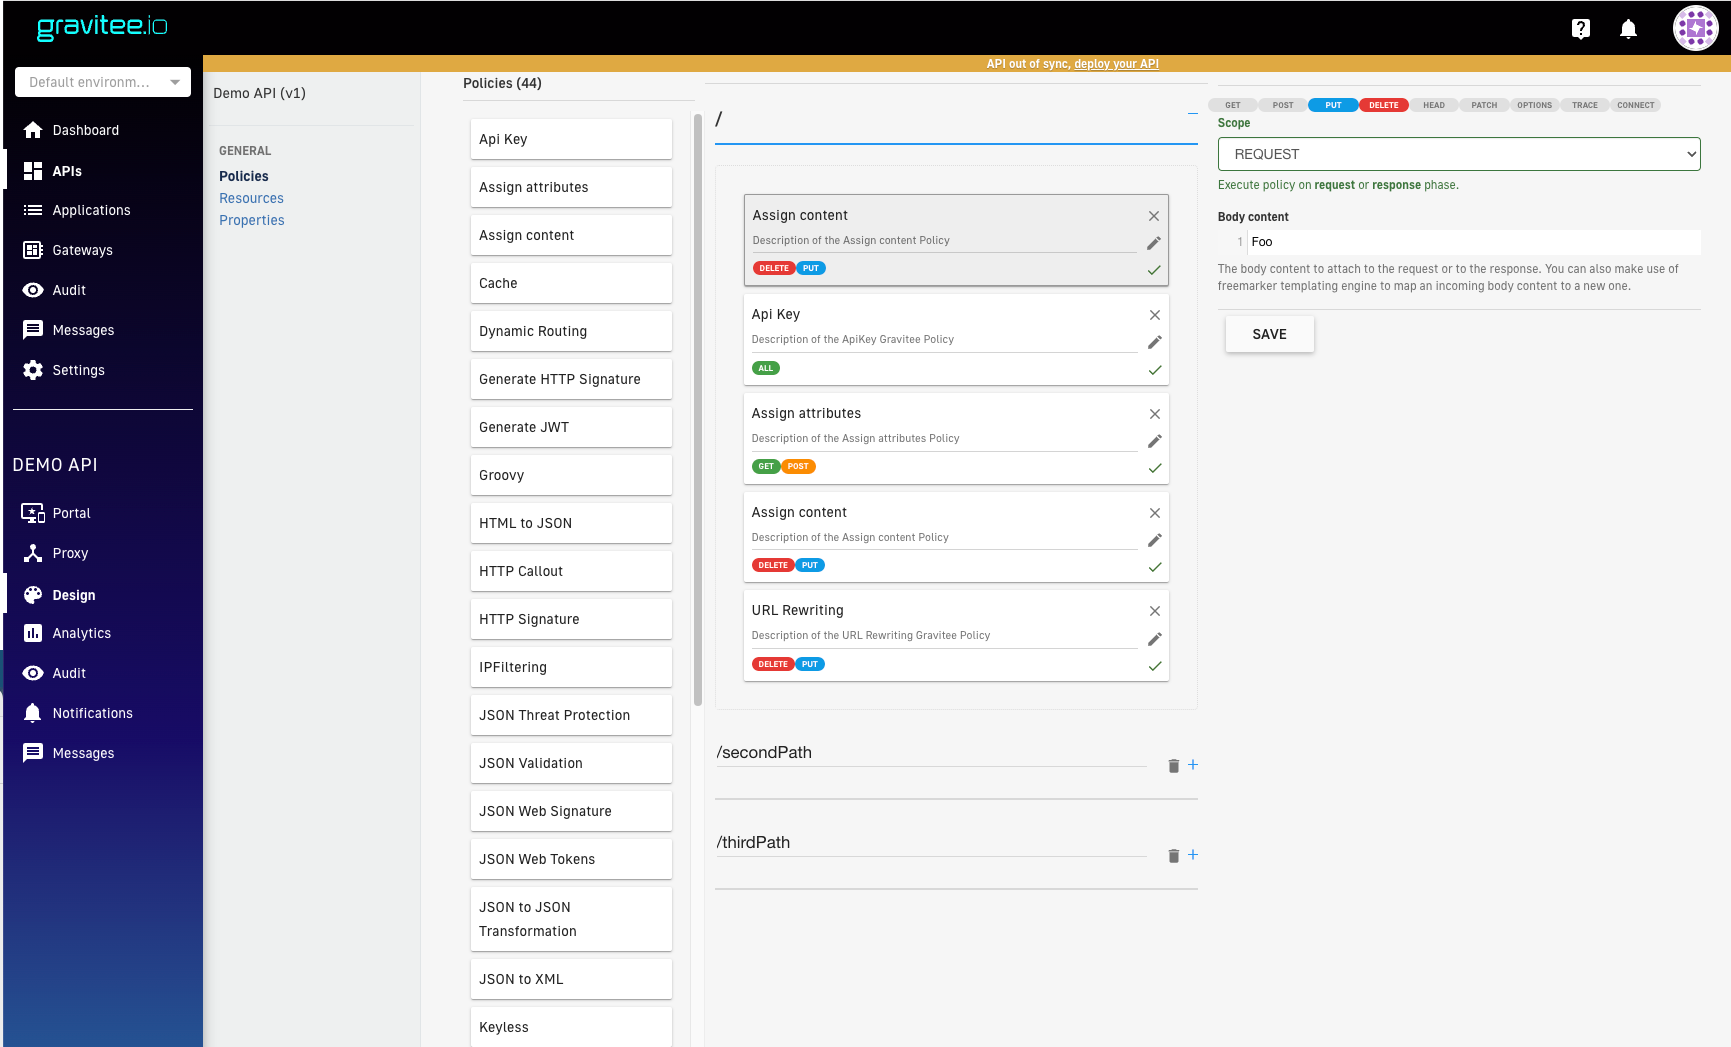 gravitee.io
API out of sync, deploy your API
Default environm...
Dashboard
APIs
Applications
Gateways
Audit
Messages
Settings
DEMO API
Portal
Proxy
Design
Analytics
Audit
Notifications
Messages
Demo API (v1)
GENERAL
Policies
Resources
Properties
Policies (44)
Api Key
Assign attributes
Assign content
Cache
Dynamic Routing
Generate HTTP Signature
Generate JWT
Groovy
HTML to JSON
HTTP Callout
HTTP Signature
IPFiltering
JSON Threat Protection
JSON Validation
JSON Web Signature
JSON Web Tokens
JSON to JSON
Transformation
JSON to XML
Keyless
/
Assign content
Description of the Assign content Policy
DELETE PUT
Api Key
Description of the ApiKey Gravitee Policy
ALL
Assign attributes
Description of the Assign attributes Policy
GET POST
Assign content
Description of the Assign content Policy
DELETE PUT
URL Rewriting
Description of the URL Rewriting Gravitee Policy
DELETE PUT
/secondPath
/thirdPath
GET POST PUT DELETE HEAD PATCH OPTIONS TRACE CONNECT
Scope
REQUEST
Execute policy on request or response phase.
Body content
1 Foo
The body content to attach to the request or to the response. You can also make use of
freemarker templating engine to map an incoming body content to a new one.
SAVE